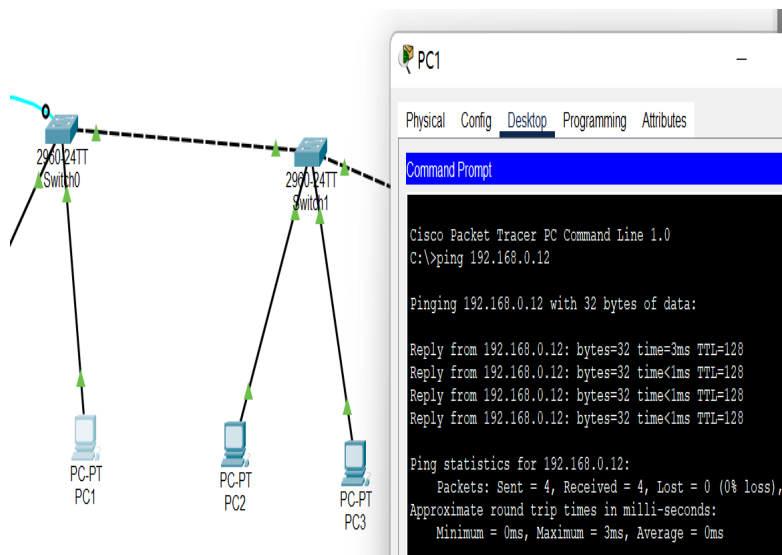 2960-24TT
Switch0
2960-24TT
Switch1
PC-PT
PC1
PC-PT
PC2
PC-PT
PC3
PC1
Physical Config Desktop Programming Attributes
Command Prompt
Cisco Packet Tracer PC Command Line 1.0
C:\>ping 192.168.0.12
Pinging 192.168.0.12 with 32 bytes of data:
Reply from 192.168.0.12: bytes=32 time=3ms TTL=128
Reply from 192.168.0.12: bytes=32 time<1ms TTL=128
Reply from 192.168.0.12: bytes=32 time<1ms TTL=128
Reply from 192.168.0.12: bytes=32 time<1ms TTL=128
Ping statistics for 192.168.0.12:
Packets: Sent = 4, Received = 4, Lost = 0 (0% loss),
Approximate round trip times in milli-seconds:
Minimum = 0ms, Maximum = 3ms, Average = 0ms